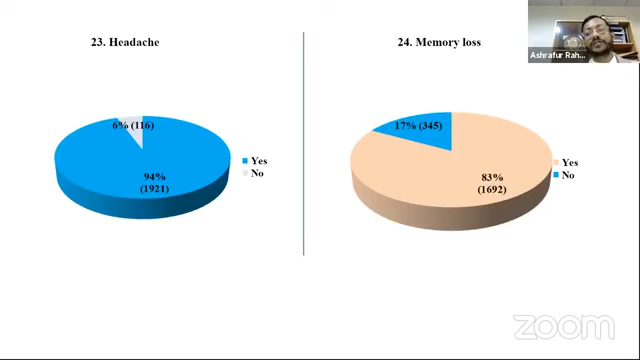 23. Headache
6% (116)
94%
(1921)
Yes
No
24. Memory loss
17% (345)
83%
(1692)
Yes
No
Ashrafur Rah...
zoom